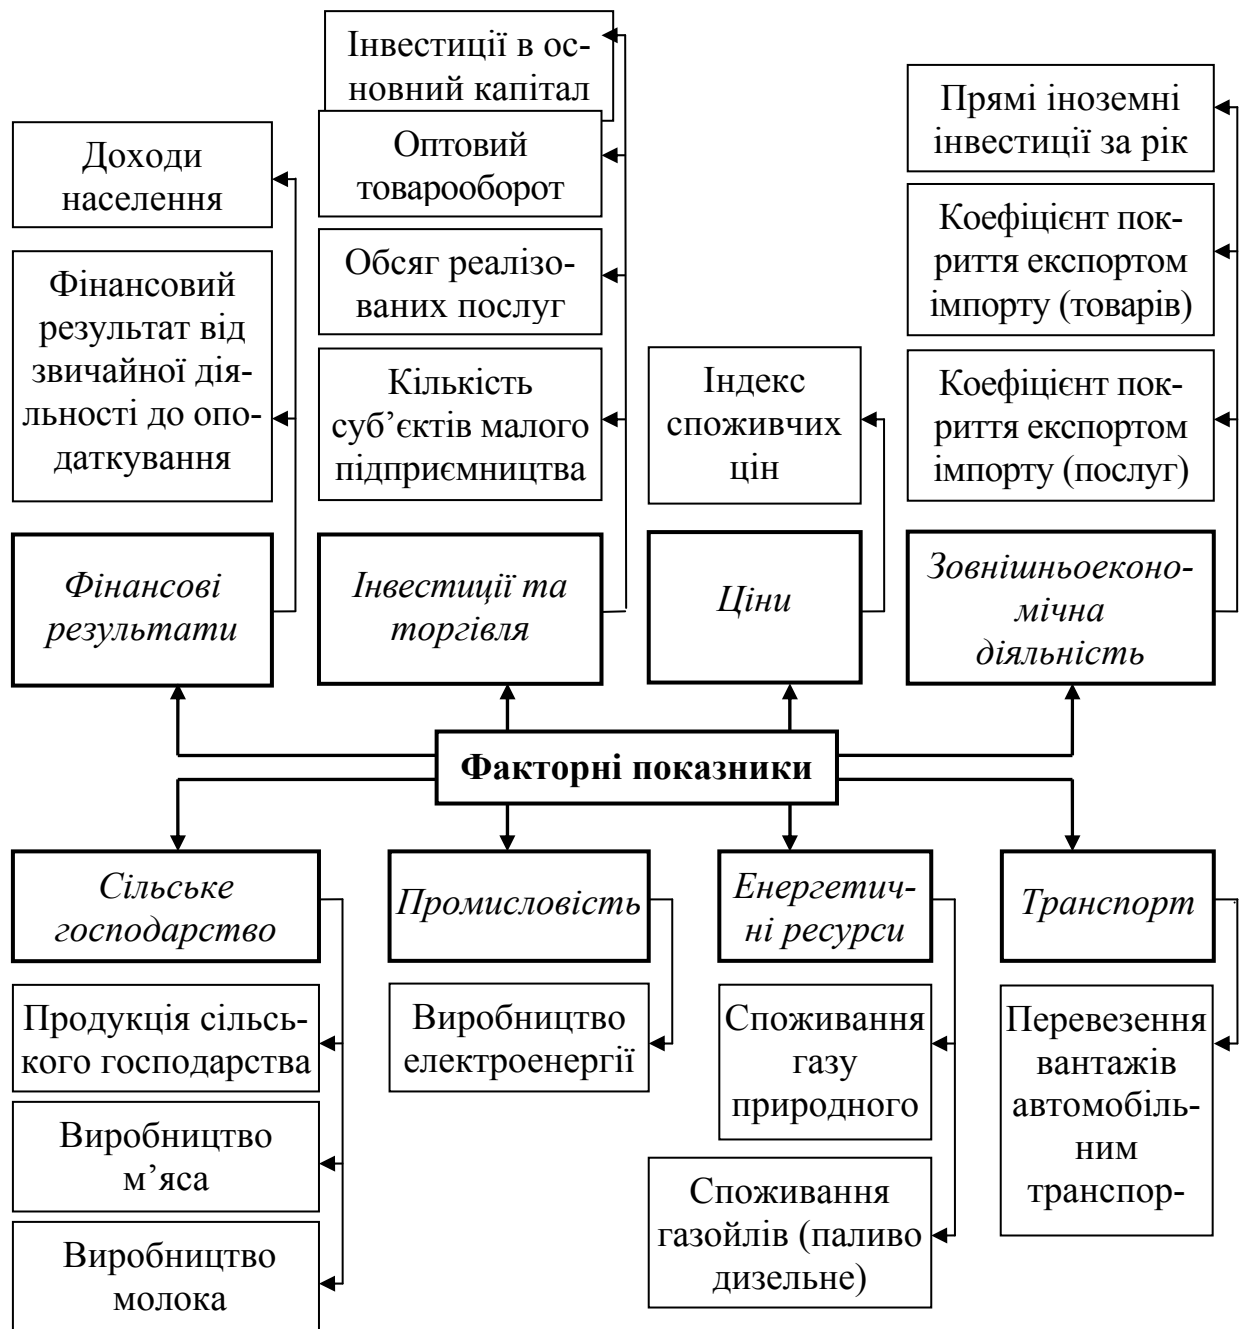 Інвестиції в ос-
новний капітал
Прямі іноземні
інвестиції за рік
Доходи
населення
Оптовий
товарооборот
Коефіцієнт пок-
риття експортом
імпорту (товарів)
Фінансовий
результат від
звичайної дія-
льності до опо-
даткування
Обсяг реалізо-
ваних послуг
Кількість
суб’єктів малого
підприємництва
Індекс
споживчих
цін
Коефіцієнт пок-
риття експортом
імпорту (послуг)
Фінансові
результати
Інвестиції та
торгівля
Ціни
Зовнішньоеконо-
мічна
діяльність
Факторні показники
Сільське
господарство
Промисловість
Енергетич-
ні ресурси
Транспорт
Продукція сільсь-
кого господарства
Виробництво
м’яса
Виробництво
молока
Виробництво
електроенергії
Споживання
газу
природного
Споживання
газойлів (паливо
дизельне)
Перевезення
вантажів
автомобіль-
ним
транспор-